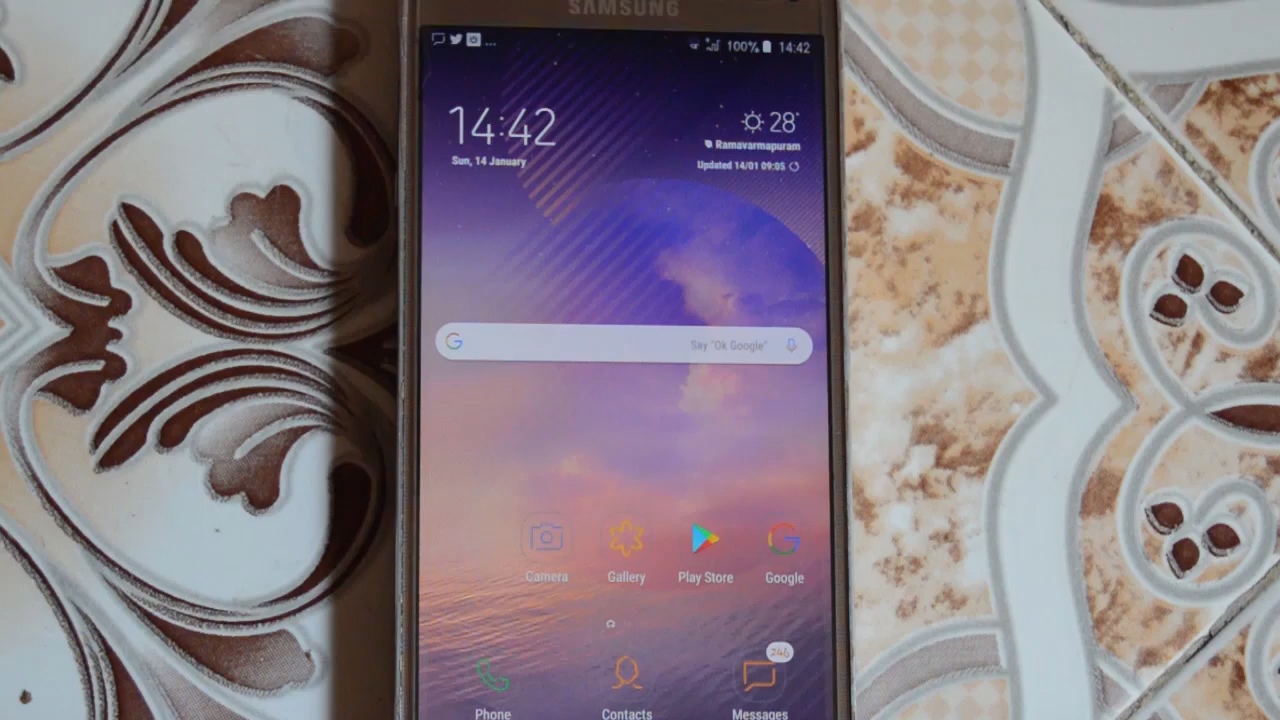 SAMSUNG
100% 14:42
14:42
28°
Ramavarmapuram
Sun, 14 January
Updated 14/01 09:05
Say "Ok Google"
Camera
Gallery
Play Store
Google
246
Phone
Contacts
Messages